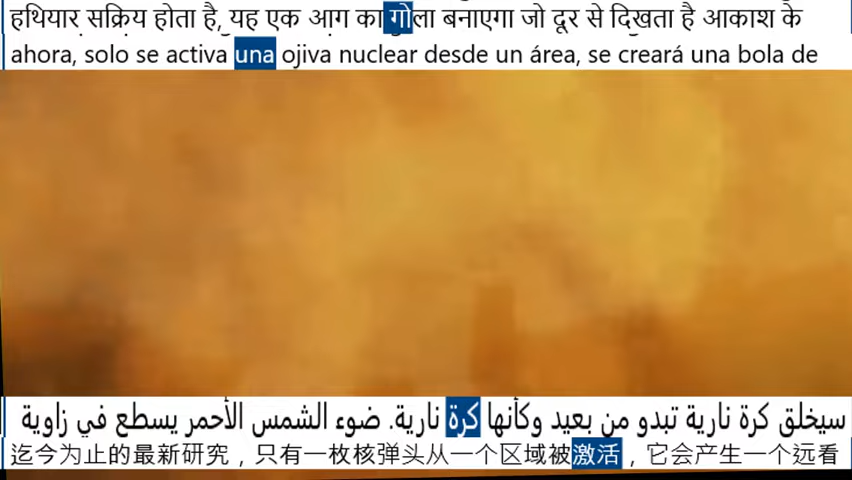 हथियार सक्रिय होता है, यह एक आग का गोला बनाएगा जो दूर से दिखता है आकाश के
ahora, solo se activa una ojiva nuclear desde un área, se creará una bola de
سيخلق كرة نارية تبدو من بعيد وكأنها كرة نارية. ضوء الشمس الأحمر يسطع في زاوية
迄今为止的最新研究，只有一枚核弹头从一个区域被激活，它会产生一个远看